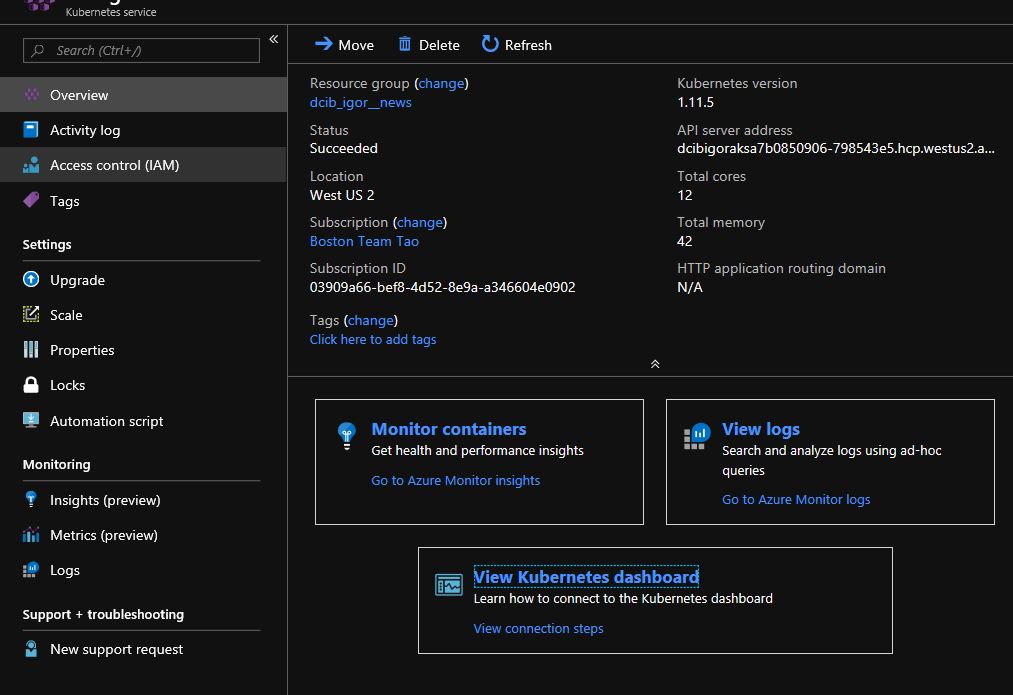 Kubernetes service
Search (Ctrl+/)
«
Overview
Activity log
Access control (IAM)
Tags
Settings
Upgrade
Scale
Properties
Locks
Automation script
Monitoring
Insights (preview)
Metrics (preview)
Logs
Support + troubleshooting
New support request
Move Delete Refresh
Resource group (change)
dcib_igor__news
Status
Succeeded
Location
West US 2
Subscription (change)
Boston Team Tao
Subscription ID
03909a66-bef8-4d52-8e9a-a346604e0902
Tags (change)
Click here to add tags
Kubernetes version
1.11.5
API server address
dcibigoraksa7b0850906-798543e5.hcp.westus2.a...
Total cores
12
Total memory
42
HTTP application routing domain
N/A
Monitor containers
Get health and performance insights
Go to Azure Monitor insights
View logs
Search and analyze logs using ad-hoc
queries
Go to Azure Monitor logs
View Kubernetes dashboard
Learn how to connect to the Kubernetes dashboard
View connection steps